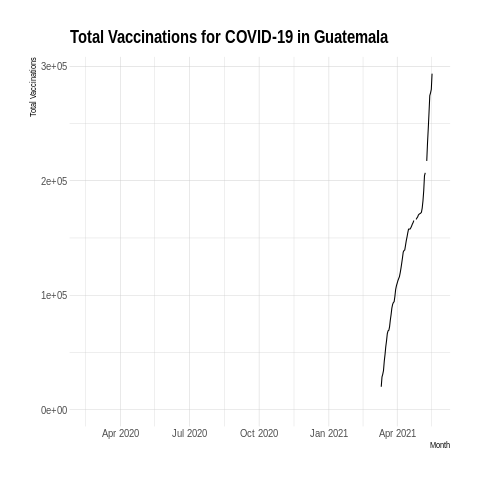 Total Vaccinations for COVID-19 in Guatemala
Total Vaccinations
3e+05
2e+05
1e+05
0e+00
Apr 2020 Jul 2020 Oct 2020 Jan 2021 Apr 2021
Month